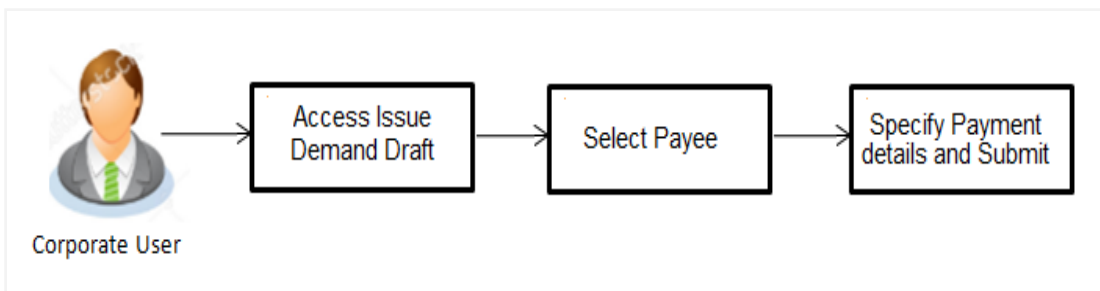 Access Issue
Demand Draft
Select Payee
Specify Payment
details and Submit
Corporate User